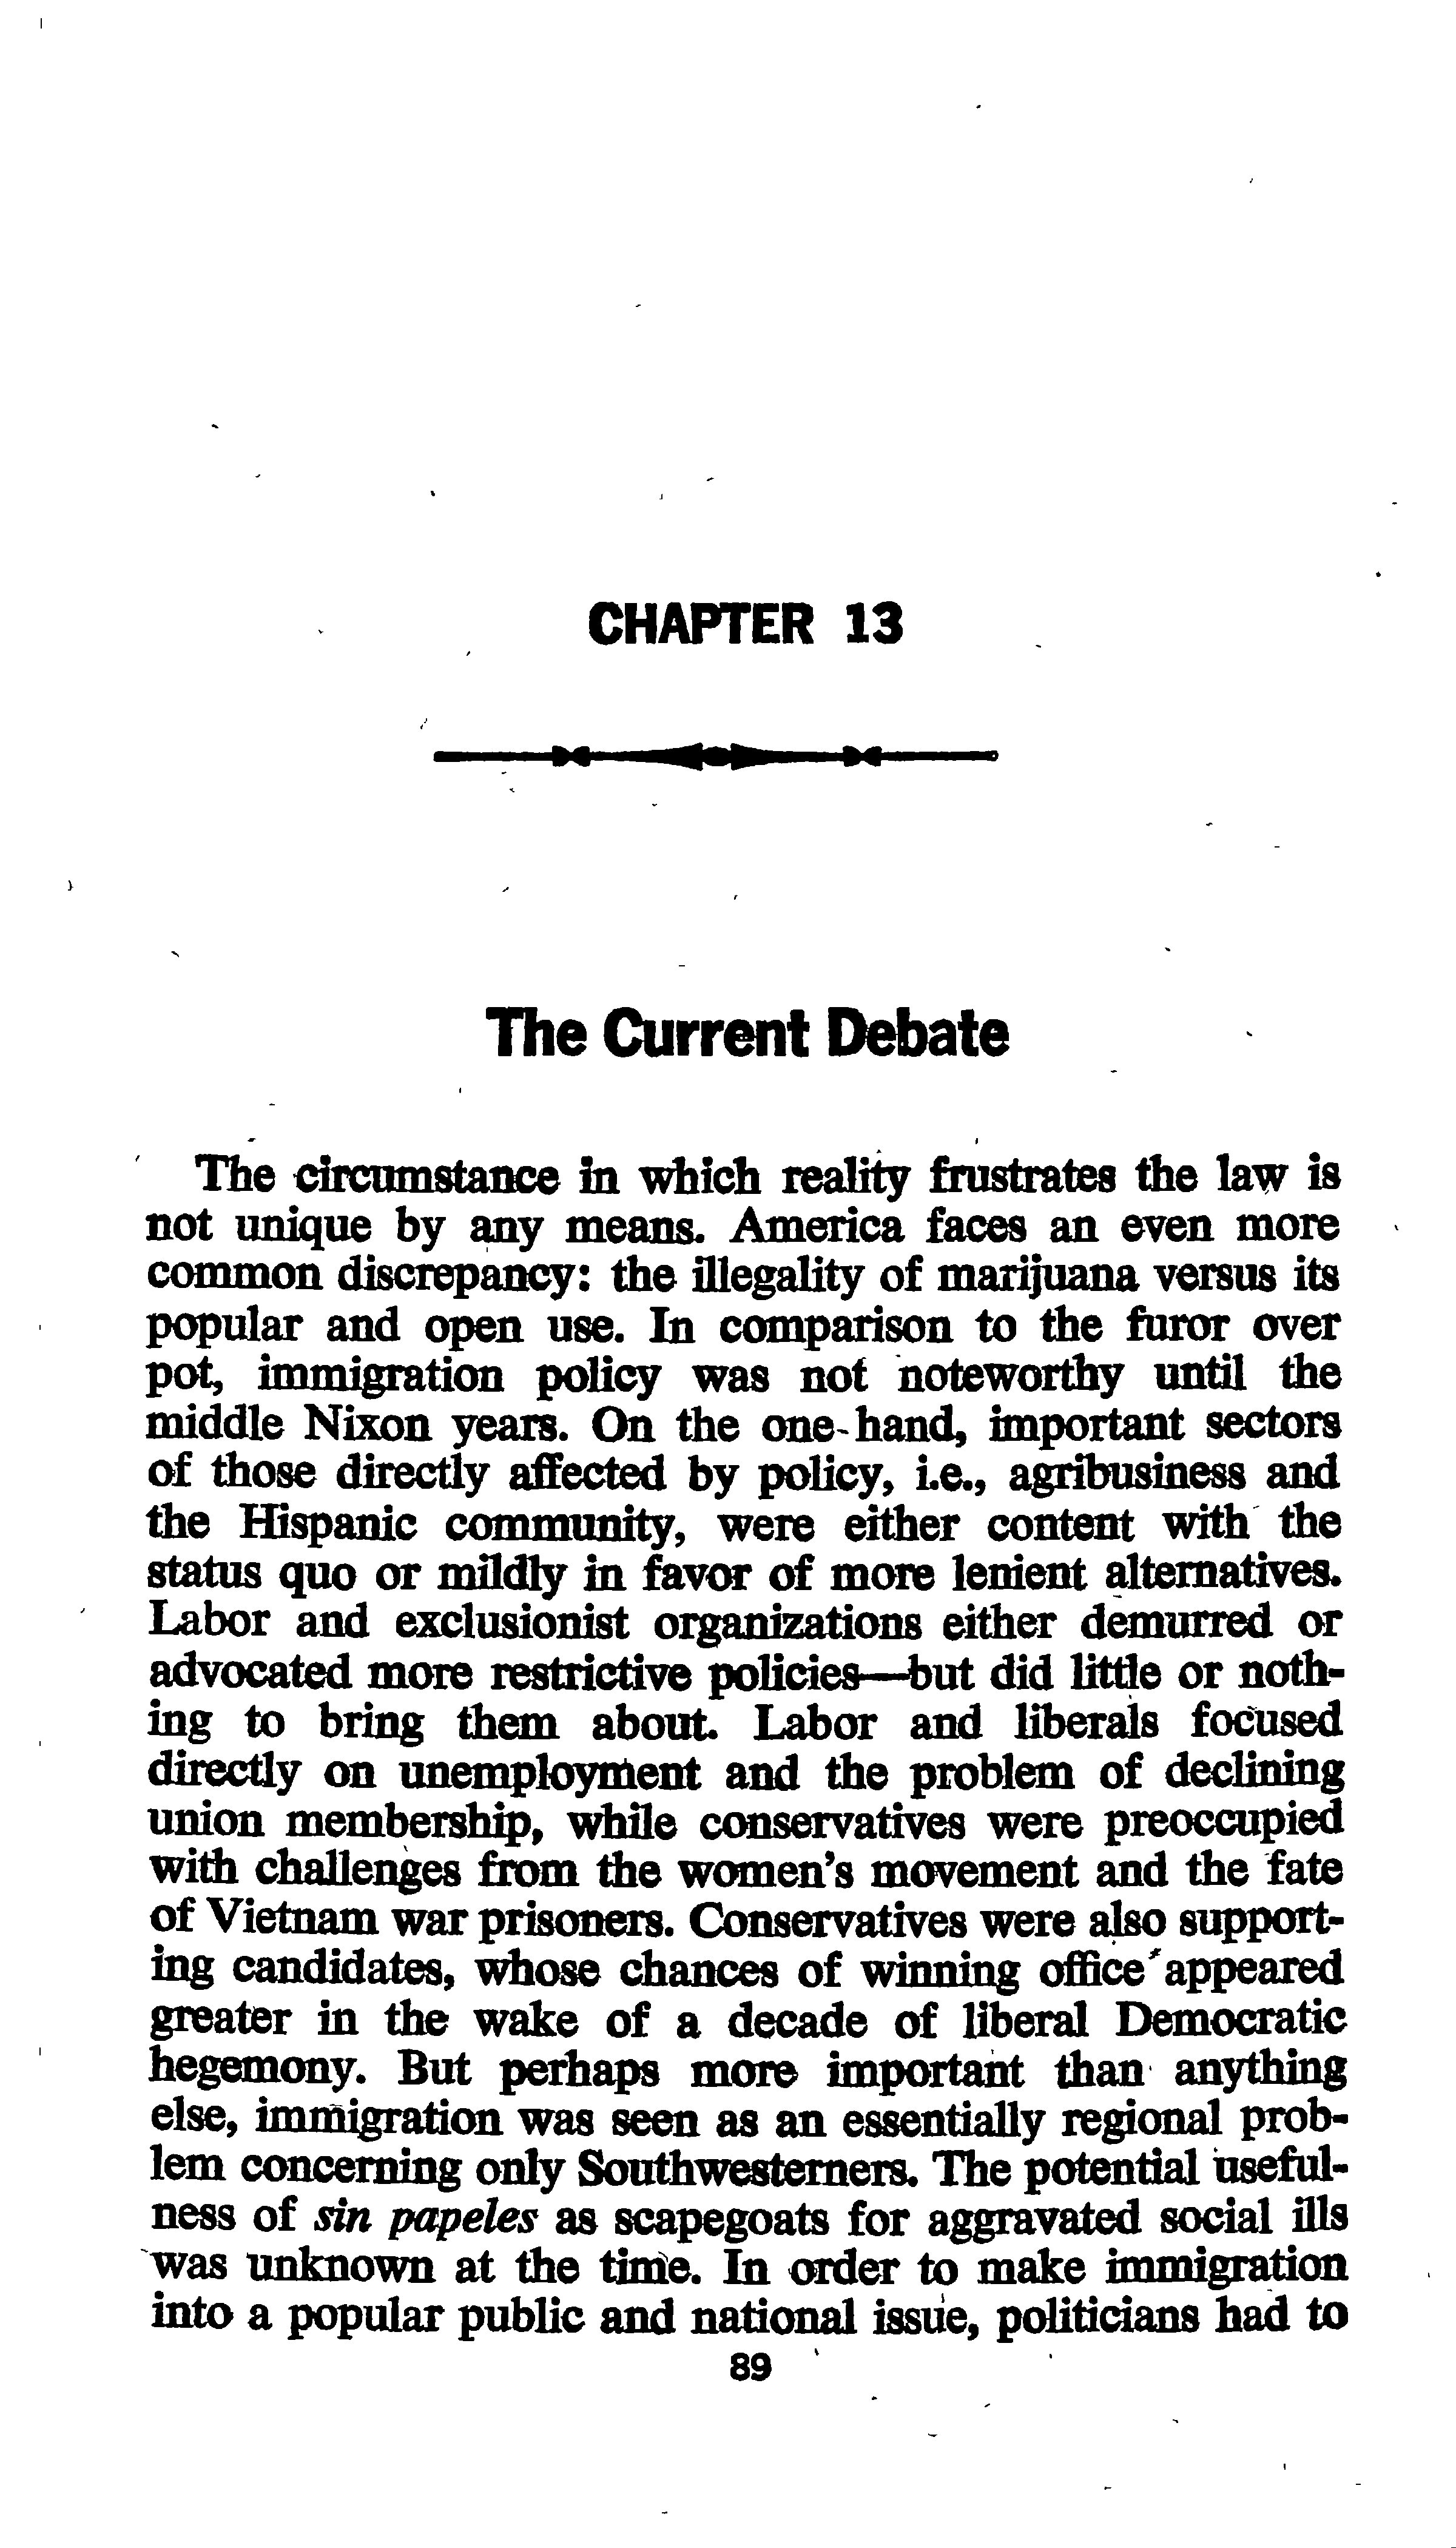 CHAPTER 13
The Current Debate
The circumstance in which reality frustrates the law is
not unique by any means. America faces an even more
common discrepancy: the illegality of marijuana versus its
popular and open use. In comparison to the furor over
pot, immigration policy was not noteworthy until the
middle Nixon years. On the one hand, important sectors
of those directly affected by policy, i.e., agribusiness and
the Hispanic community, were either content with the
status quo or mildly in favor of more lenient alternatives.
Labor and exclusionist organizations either demurred or
advocated more restrictive policies—but did little or noth-
ing to bring them about. Labor and liberals focused
directly on unemployment and the problem of declining
union membership, while conservatives were preoccupied
with challenges from the women's movement and the fate
of Vietnam war prisoners. Conservatives were also support-
ing candidates, whose chances of winning office appeared
greater in the wake of a decade of liberal Democratic
hegemony. But perhaps more important than anything
else, immigration was seen as an essentially regional prob-
lem concerning only Southwesterners. The potential useful-
ness of sin papeles as scapegoats for aggravated social ills
was unknown at the time. In order to make immigration
into a popular public and national issue, politicians had to
89